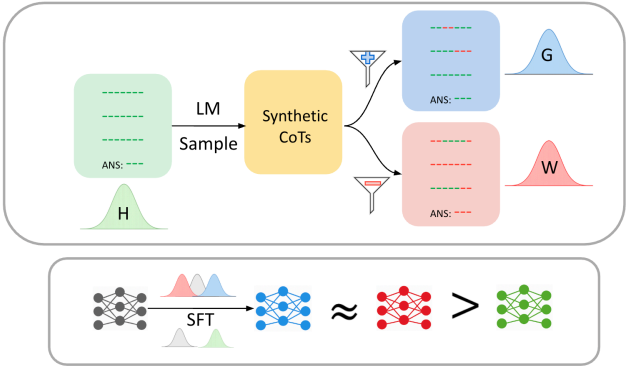 ANS:
H
LM
Sample
Synthetic
CoTs
ANS:
G
ANS:
W
SFT
≈
>